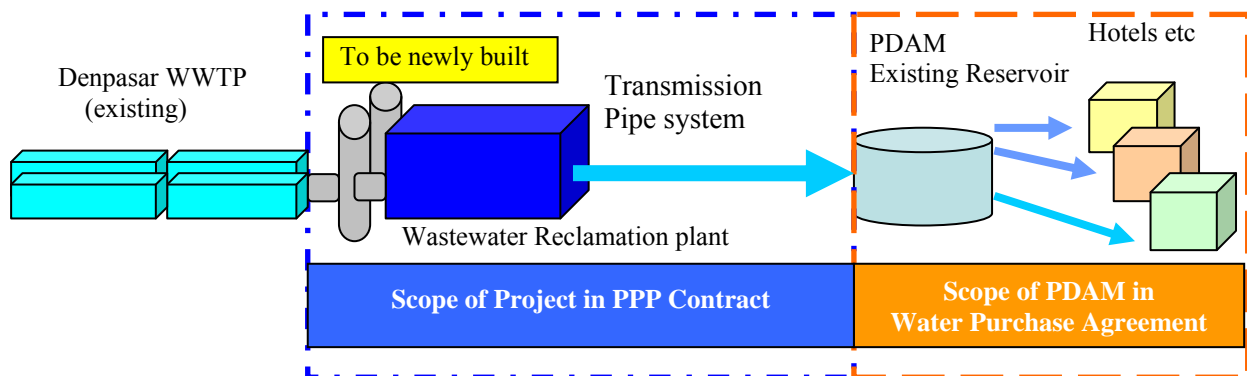 Denpasar WWTP
(existing)
To be newly built
Transmission
Pipe system
Wastewater Reclamation plant
Scope of Project in PPP Contract
PDAM
Existing Reservoir
Hotels etc
Scope of PDAM in
Water Purchase Agreement